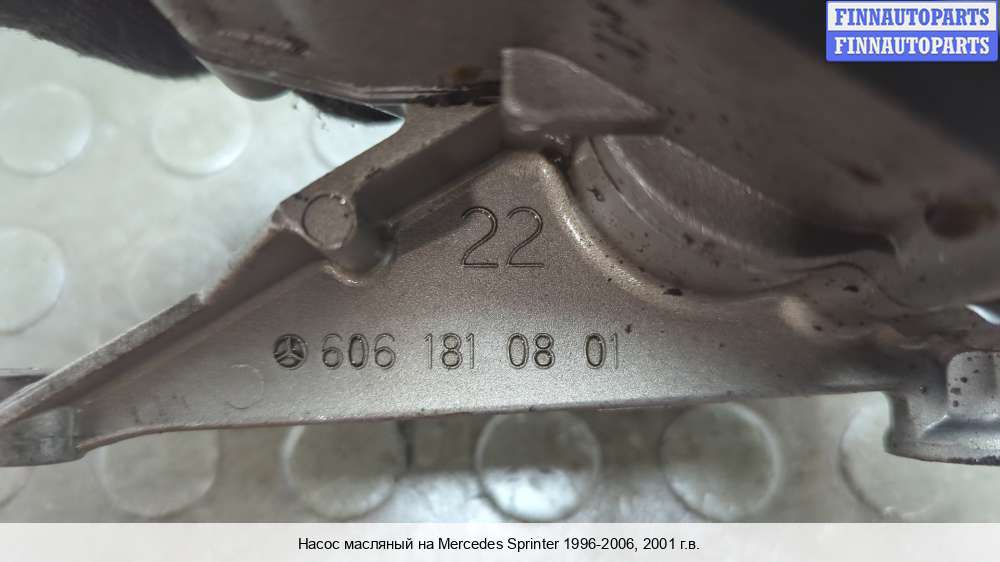 FINNAUTOPARTS
FINNAUTOPARTS
22
606 181 08 01
Насос масляный на Mercedes Sprinter 1996-2006, 2001 г.в.